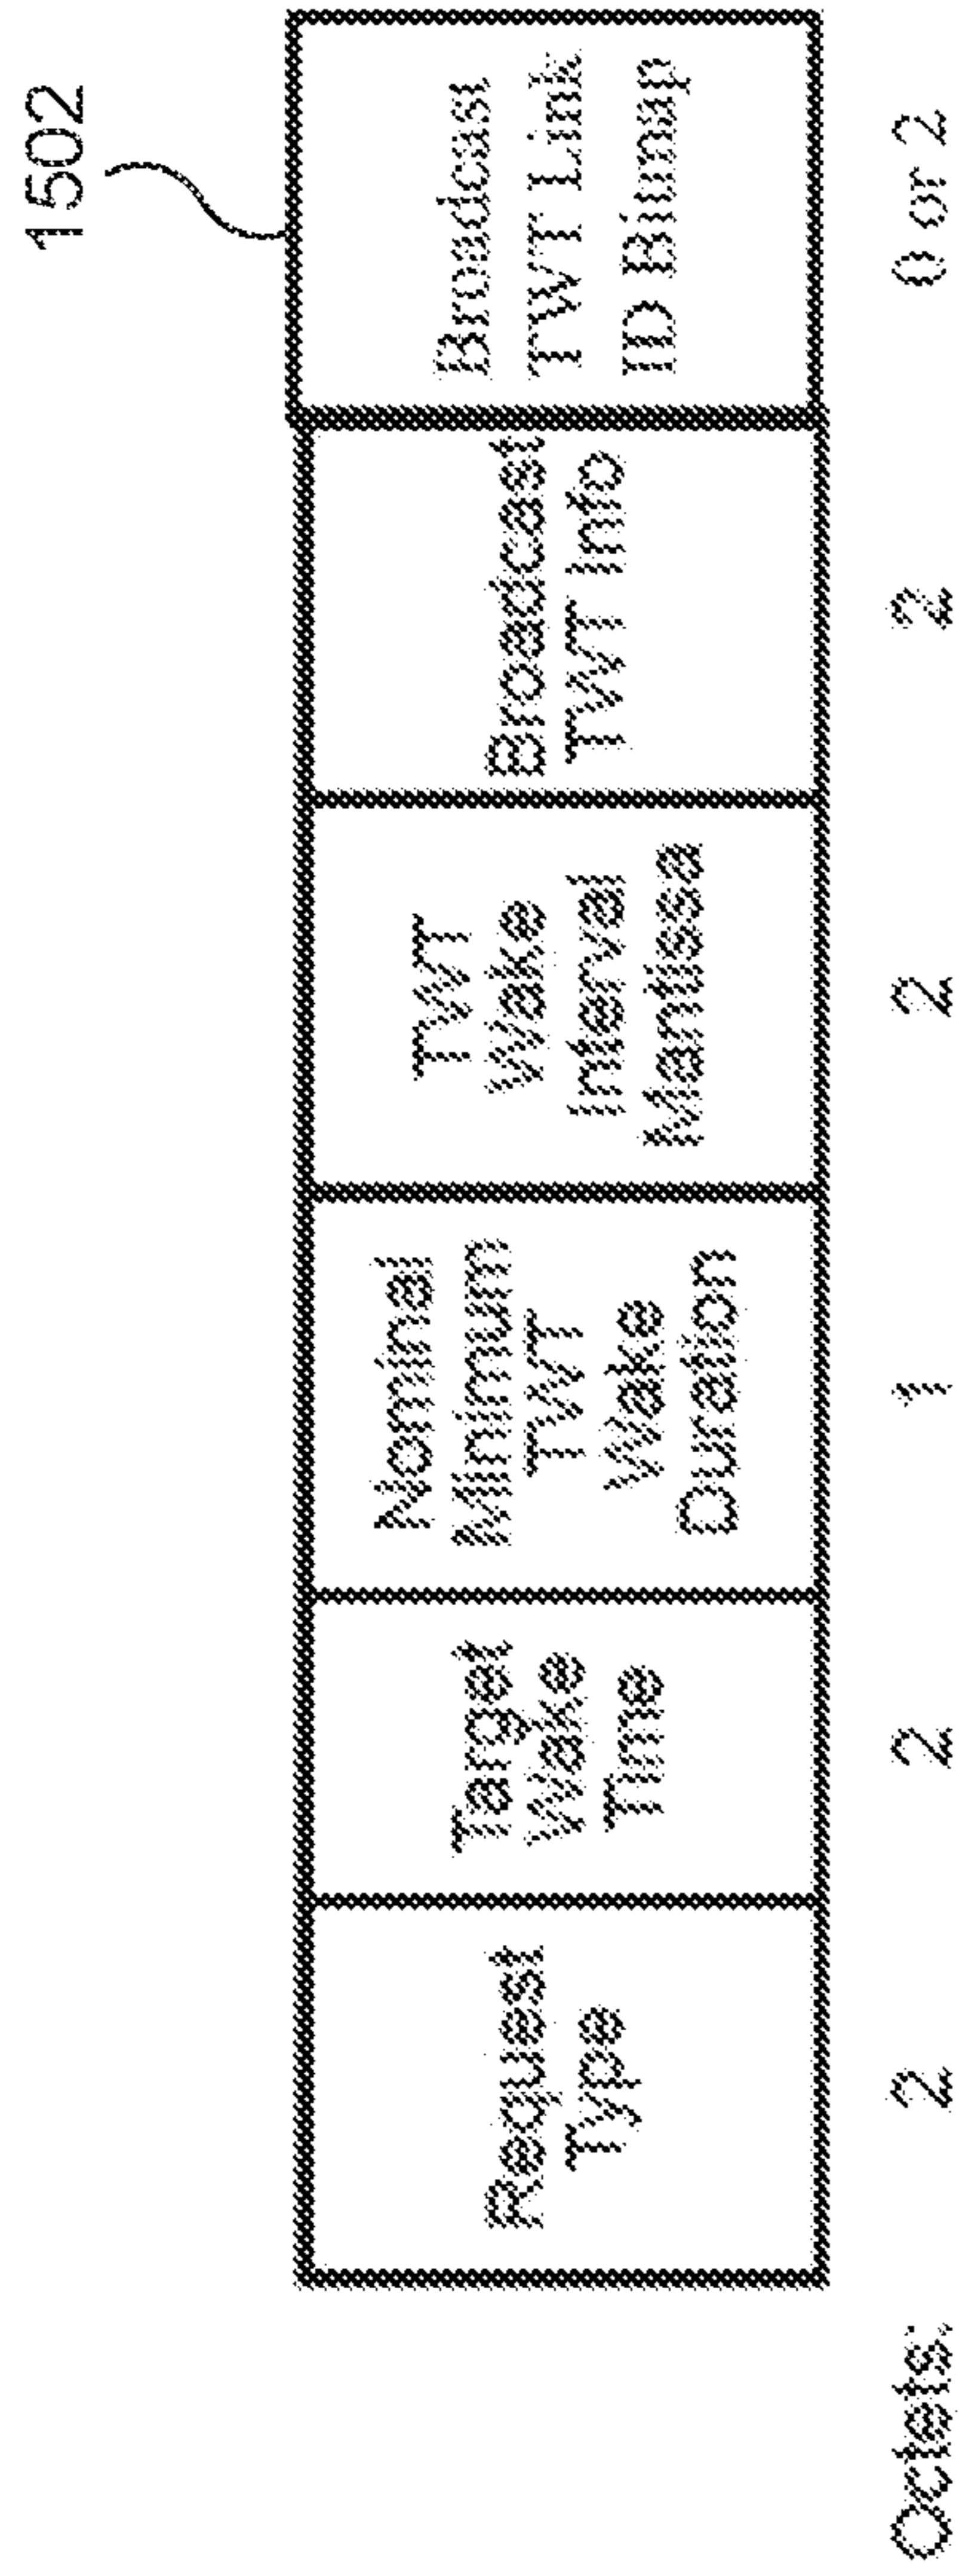 1502
Request
Type
Target
Wake
Time
Nominal
Minimum
TWT
Wake
Duration
TWT
Wake
Interval
Mantissa
Broadcast
TWT Info
Broadcast
TWT Link
ID Bitmap
Octets:
2
2
1
2
2
0 or 2